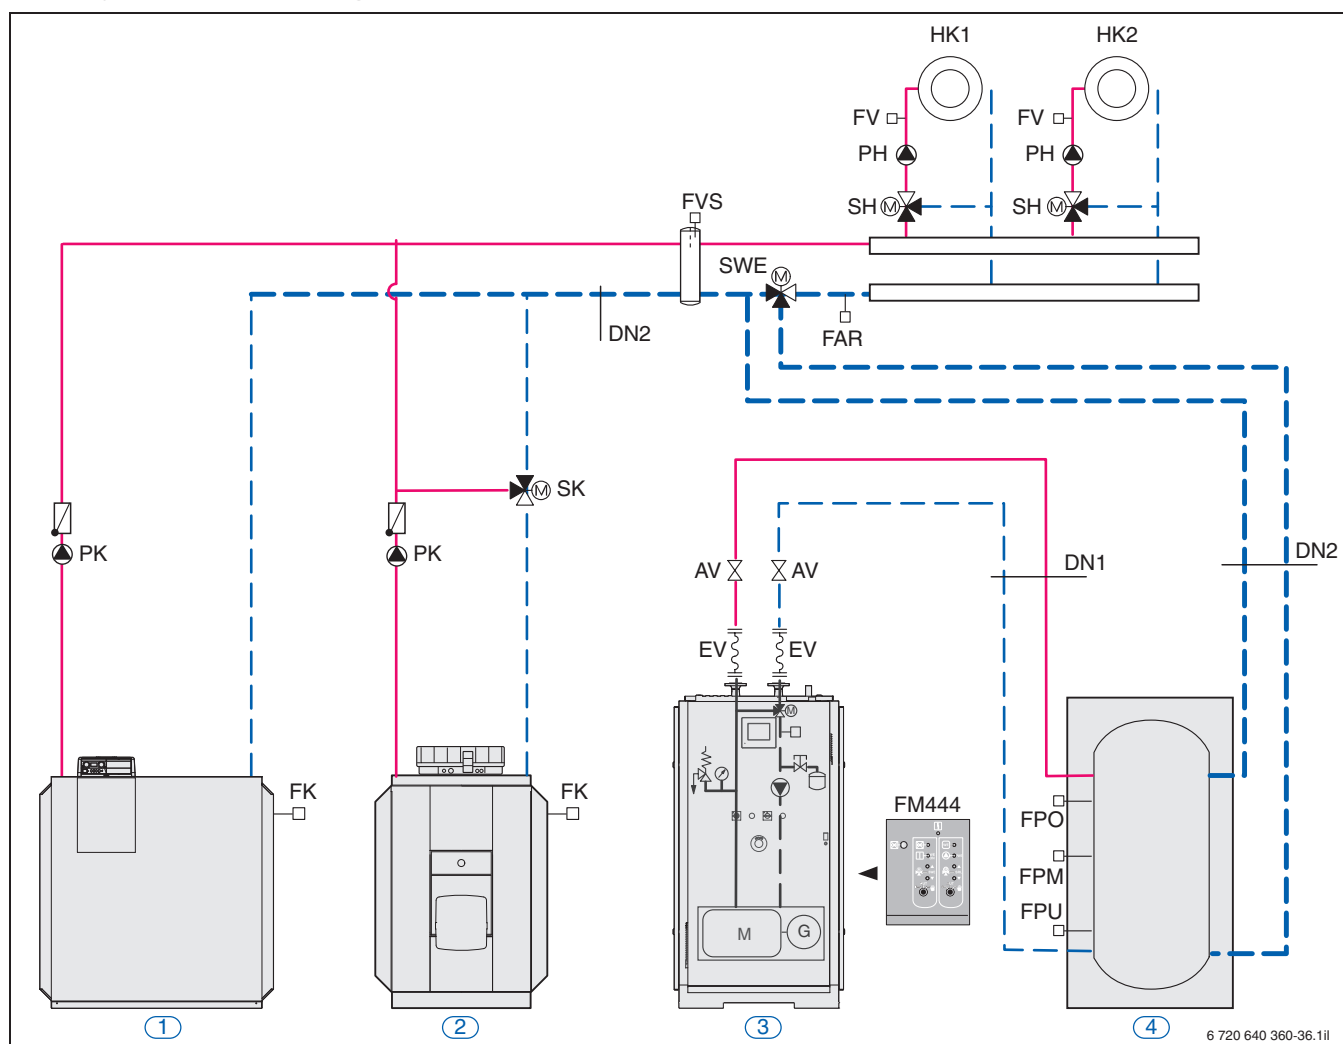 HK1 HK2
FV FV
PH PH
SH M SH M
FVS
SWE M
FAR
DN2
SK M
PK PK
AV AV
DN1
DN2
EV EV
M
FK FK
FM444
FPO
FPM
FPU
M G
1 2 3 4
6 720 640 360-36.1il